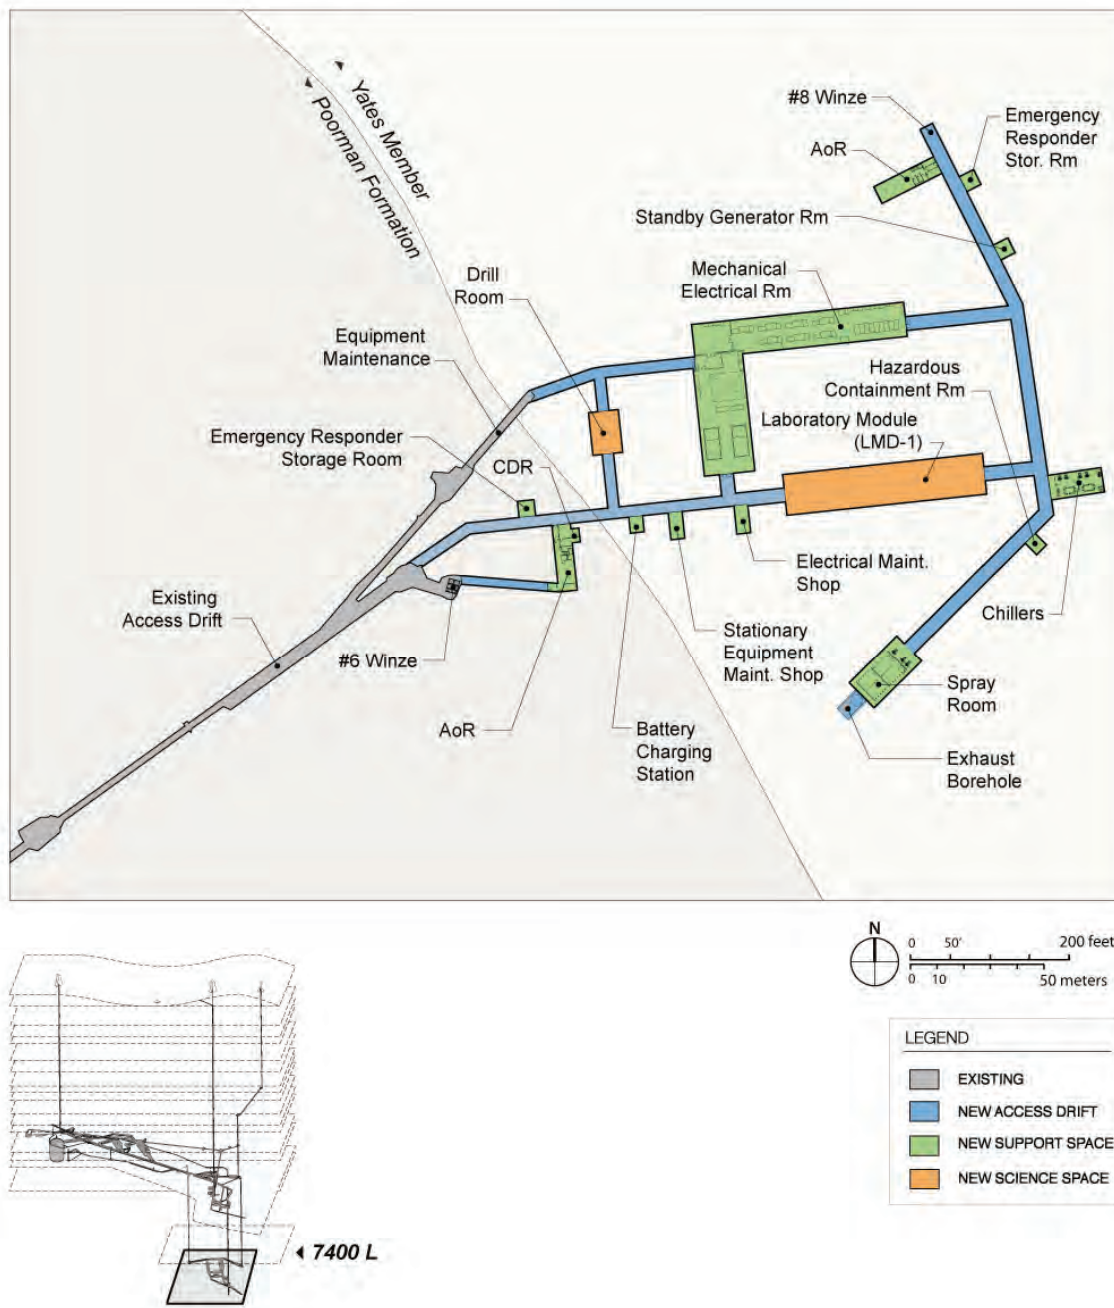 Yates Member
Poorman Formation
#8 Winze
Emergency
Responder
Stor. Rm
AoR
Standby Generator Rm
Drill
Room
Mechanical
Electrical Rm
Equipment
Maintenance
Hazardous
Containment Rm
Laboratory Module
(LMD-1)
Emergency Responder
Storage Room
CDR
Electrical Maint.
Shop
Existing
Access Drift
Chillers
#6 Winze
Stationary
Equipment
Maint. Shop
Spray
Room
AoR
Battery
Charging
Station
Exhaust
Borehole
N
0 50' 200 feet
0 10 50 meters
LEGEND
EXISTING
NEW ACCESS DRIFT
NEW SUPPORT SPACE
NEW SCIENCE SPACE
7400 L